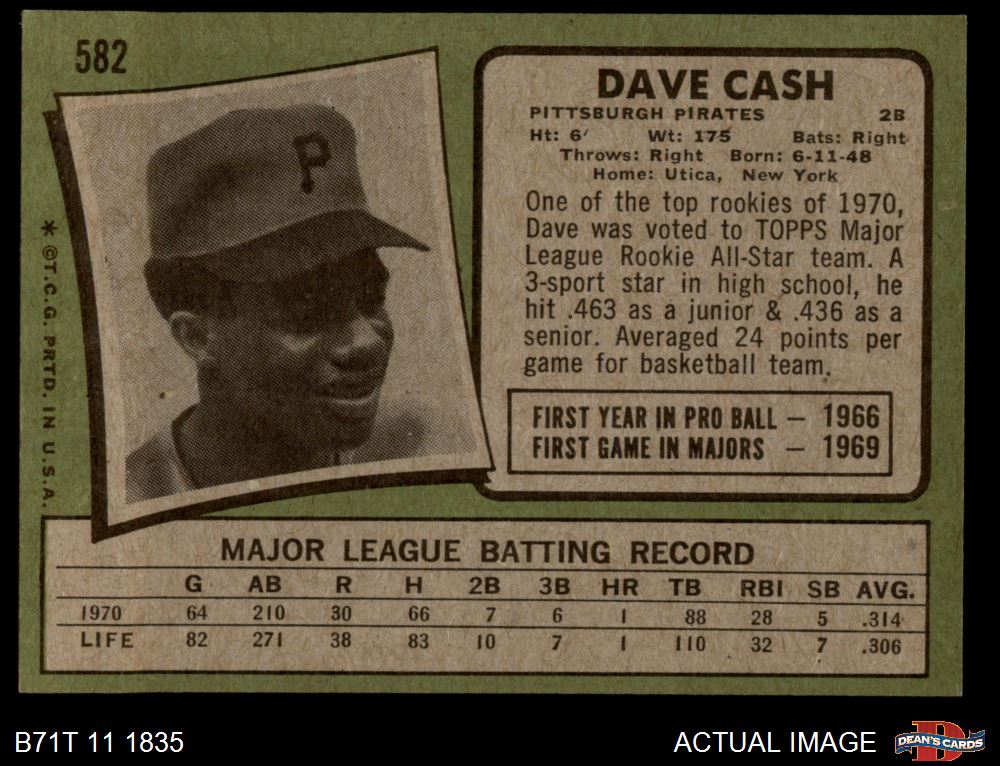 582
P
DAVE CASH
PITTSBURGH PIRATES 2B
Ht: 6' Wt: 175 Bats: Right
Throws: Right Born: 6-11-48
Home: Utica, New York
One of the top rookies of 1970,
Dave was voted to TOPPS Major
League Rookie All-Star team. A
3-sport star in high school, he
hit .463 as a junior & .436 as a
senior. Averaged 24 points per
game for basketball team.
FIRST YEAR IN PRO BALL — 1966
FIRST GAME IN MAJORS — 1969
* ©T.C.G. PRTD. IN U.S.A.
MAJOR LEAGUE BATTING RECORD
G AB R H 2B 3B HR TB RBI SB AVG.
1970 64 210 30 66 7 6 1 88 28 5 .314
LIFE 82 271 38 83 10 7 1 110 32 7 .306
B71T 11 1835
ACTUAL IMAGE
D
DEAN'S CARDS